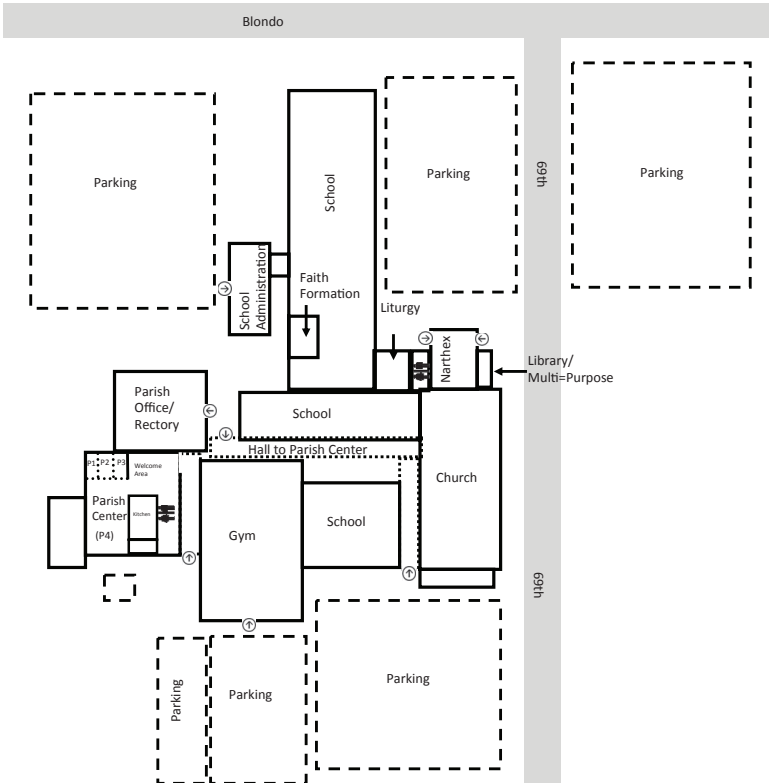 Blondo
Parking
School
Parking
69th
Parking
School
Administration
Faith
Formation
Liturgy
Narthex
Library/
Multi=Purpose
Parish
Office/
Rectory
School
Hall to Parish Center
P1
P2
P3
Welcome
Area
Parish
Center
(P4)
Kitchen
Gym
School
Church
69th
Parking
Parking
Parking